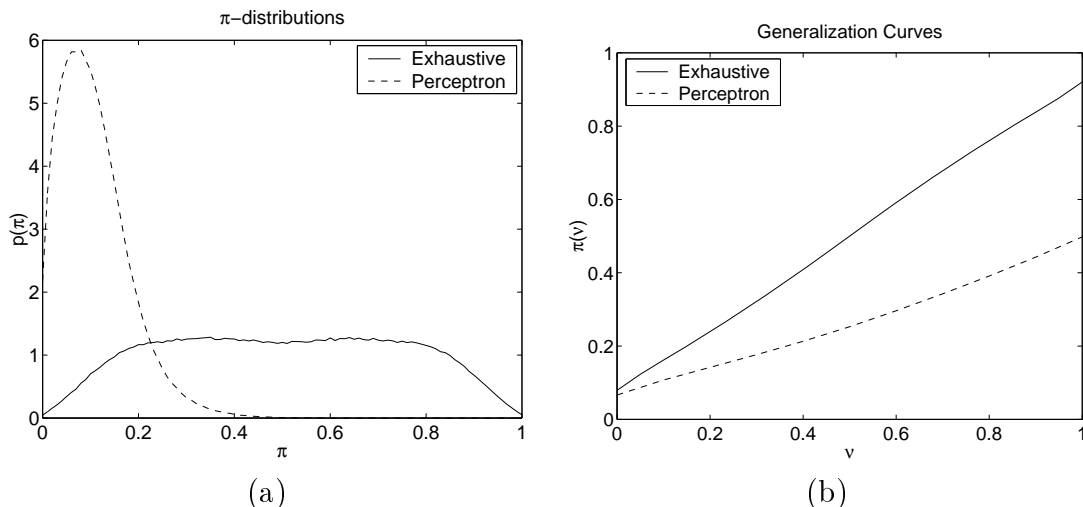 π−distributions
6
5
4
3
2
1
0
p(π)
Exhaustive
Perceptron
0 0.2 0.4 0.6 0.8 1
π
(a)
Generalization Curves
1
0.8
0.6
0.4
0.2
0
π(ν)
Exhaustive
Perceptron
0 0.2 0.4 0.6 0.8 1
ν
(b)